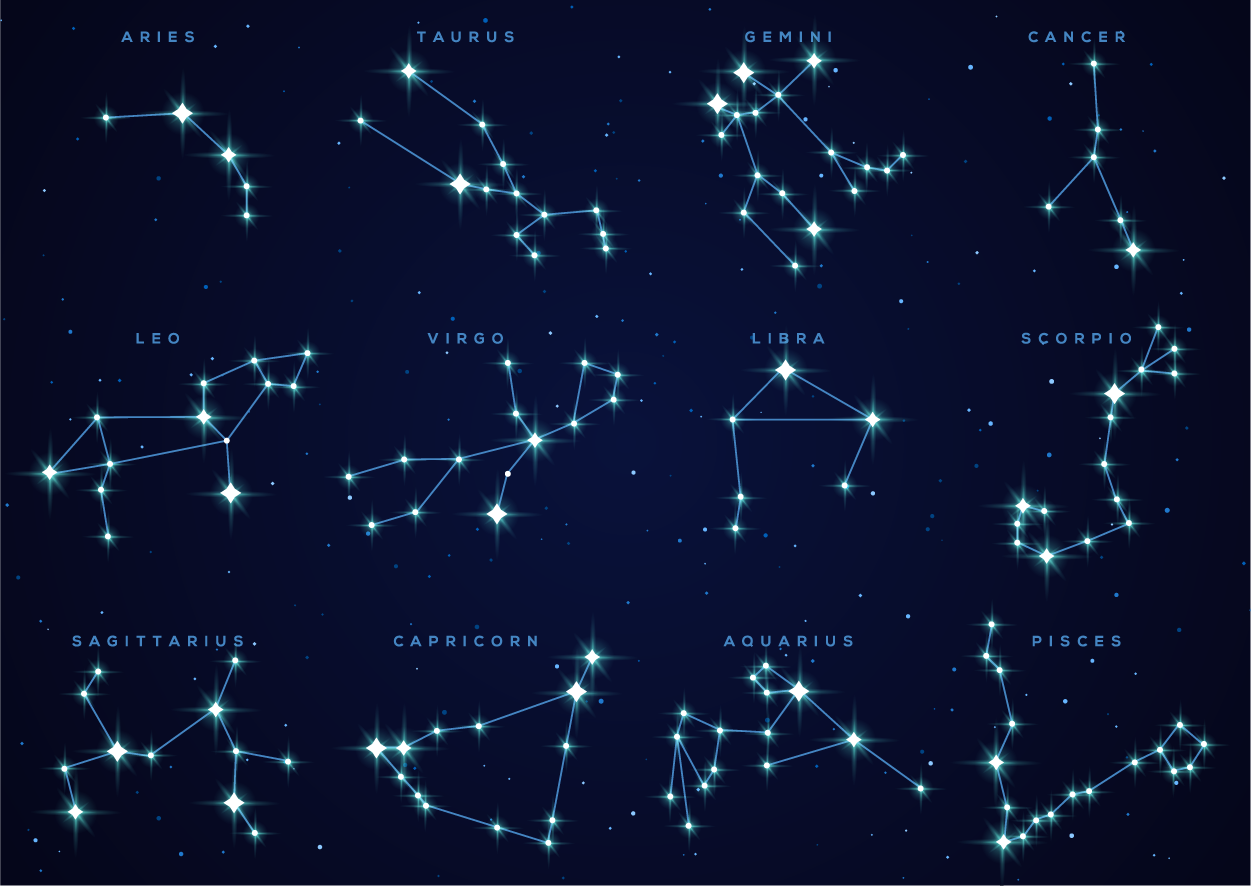 ARIES
TAURUS
GEMINI
CANCER
LEO
VIRGO
LIBRA
SCORPIO
SAGITTARIUS
CAPRICORN
AQUARIUS
PISCES